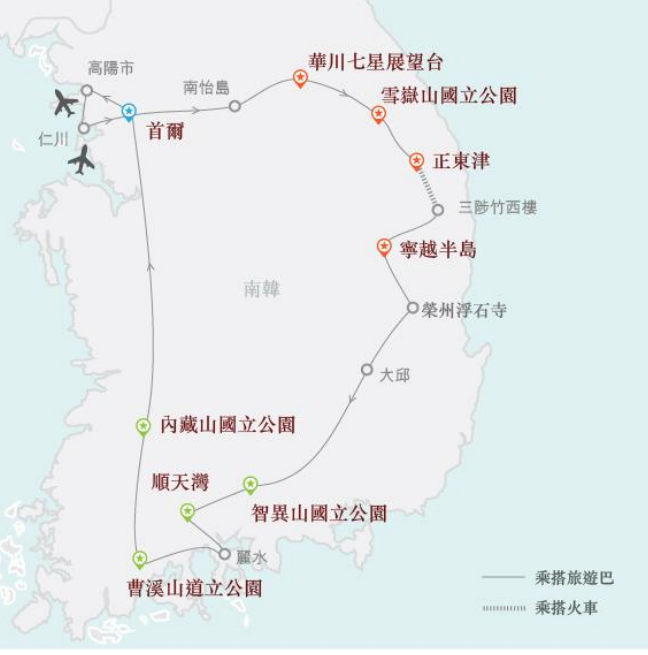 華川七星展望台
高陽市
南怡島
雪嶽山國立公園
仁川
首爾
正東津
三陟竹西樓
寧越半島
南韓
榮州浮石寺
大邱
內藏山國立公園
順天灣
智異山國立公園
麗水
曹溪山道立公園
乘搭旅遊巴
乘搭火車